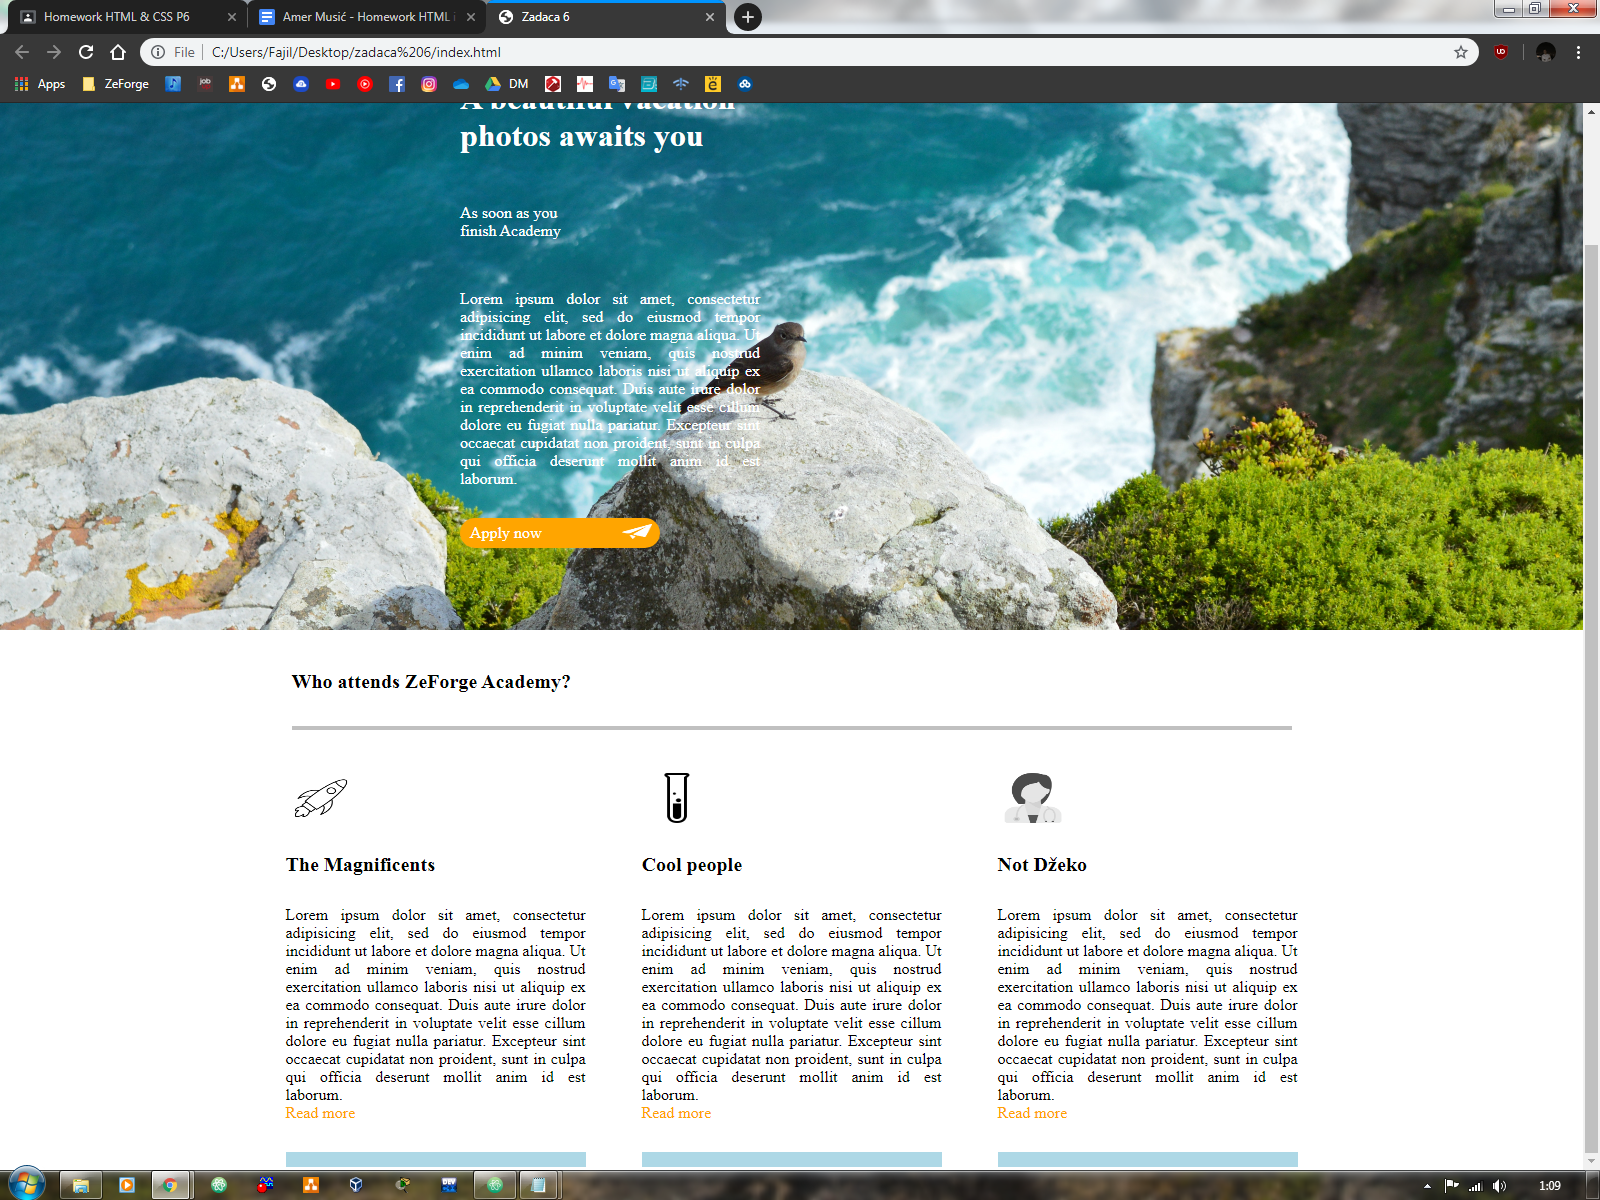 Homework HTML & CSS P6
Amer Musić - Homework HTML i
Zadaca 6
File
C:/Users/Fajil/Desktop/zadaca%206/index.html
Apps
ZeForge
job
DM
A beautiful vacation
photos awaits you
As soon as you
finish Academy
Lorem ipsum dolor sit amet, consectetur
adipisicing elit, sed do eiusmod tempor
incididunt ut labore et dolore magna aliqua. Ut
enim ad minim veniam, quis nostrud
exercitation ullamco laboris nisi ut aliquip ex
ea commodo consequat. Duis aute irure dolor
in reprehenderit in voluptate velit esse cillum
dolore eu fugiat nulla pariatur. Excepteur sint
occaecat cupidatat non proident, sunt in culpa
qui officia deserunt mollit anim id est
laborum.
Apply now
Who attends ZeForge Academy?
The Magnificents
Lorem ipsum dolor sit amet, consectetur
adipisicing elit, sed do eiusmod tempor
incididunt ut labore et dolore magna aliqua. Ut
enim ad minim veniam, quis nostrud
exercitation ullamco laboris nisi ut aliquip ex
ea commodo consequat. Duis aute irure dolor
in reprehenderit in voluptate velit esse cillum
dolore eu fugiat nulla pariatur. Excepteur sint
occaecat cupidatat non proident, sunt in culpa
qui officia deserunt mollit anim id est
laborum.
Read more
Cool people
Lorem ipsum dolor sit amet, consectetur
adipisicing elit, sed do eiusmod tempor
incididunt ut labore et dolore magna aliqua. Ut
enim ad minim veniam, quis nostrud
exercitation ullamco laboris nisi ut aliquip ex
ea commodo consequat. Duis aute irure dolor
in reprehenderit in voluptate velit esse cillum
dolore eu fugiat nulla pariatur. Excepteur sint
occaecat cupidatat non proident, sunt in culpa
qui officia deserunt mollit anim id est
laborum.
Read more
Not Džeko
Lorem ipsum dolor sit amet, consectetur
adipisicing elit, sed do eiusmod tempor
incididunt ut labore et dolore magna aliqua. Ut
enim ad minim veniam, quis nostrud
exercitation ullamco laboris nisi ut aliquip ex
ea commodo consequat. Duis aute irure dolor
in reprehenderit in voluptate velit esse cillum
dolore eu fugiat nulla pariatur. Excepteur sint
occaecat cupidatat non proident, sunt in culpa
qui officia deserunt mollit anim id est
laborum.
Read more
1:09